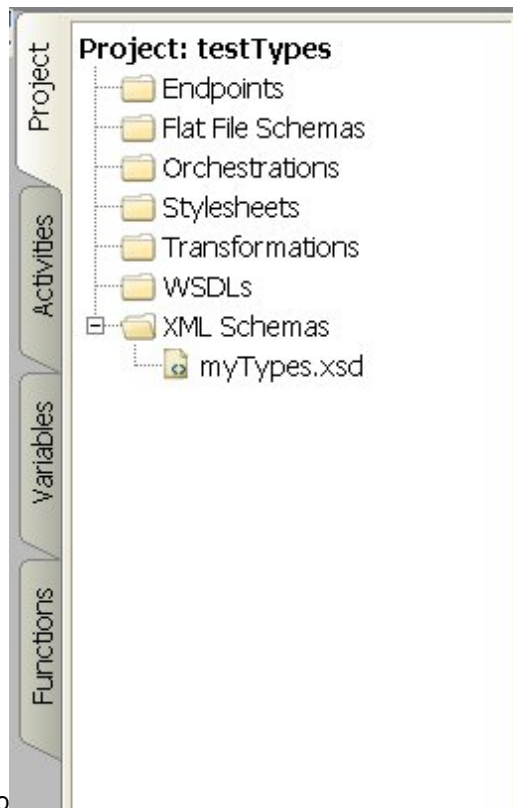 Project
Activities
Variables
Functions
Project: testTypes
Endpoints
Flat File Schemas
Orchestrations
Stylesheets
Transformations
WSDLs
XML Schemas
myTypes.xsd